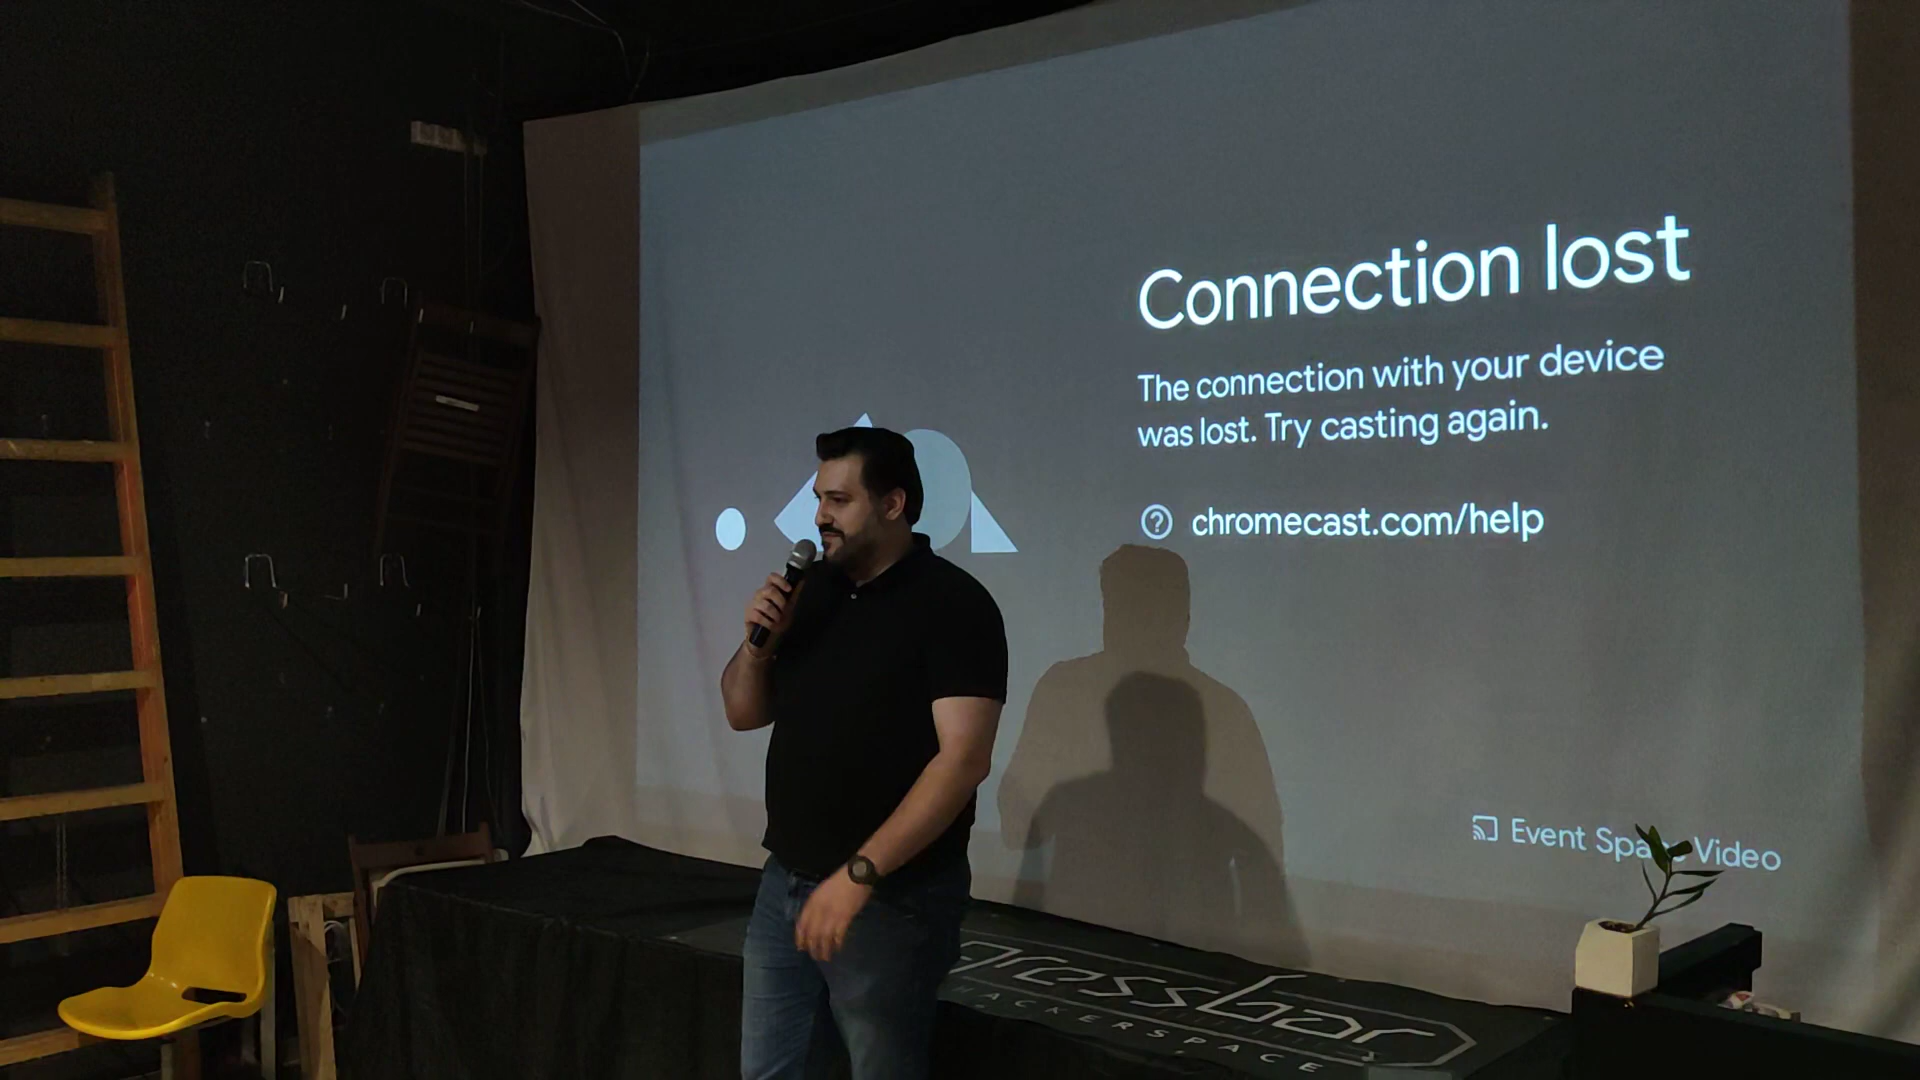 Connection lost
The connection with your device
was lost. Try casting again.
chromecast.com/help
Event Space Video
HACKERSPACE